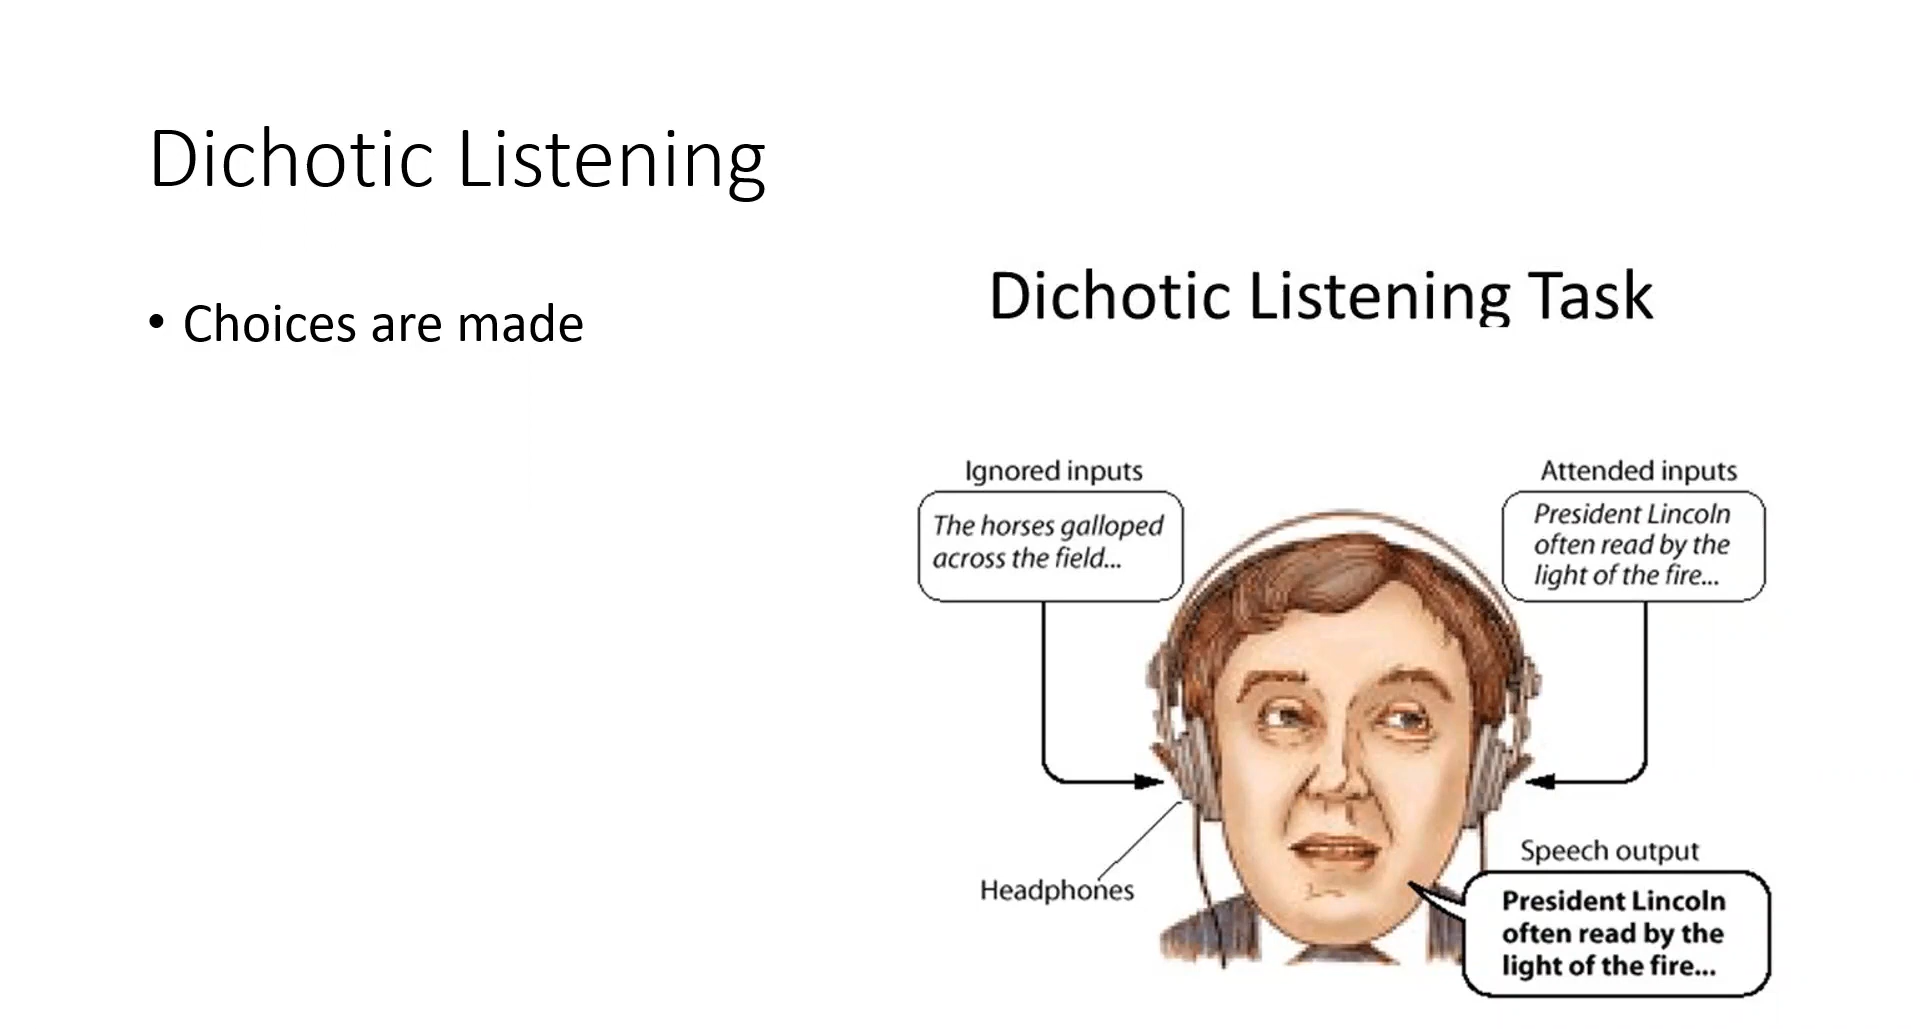 Dichotic Listening
• Choices are made
Dichotic Listening Task
Ignored inputs
The horses galloped
across the field...
Attended inputs
President Lincoln
often read by the
light of the fire...
Headphones
Speech output
President Lincoln
often read by the
light of the fire...